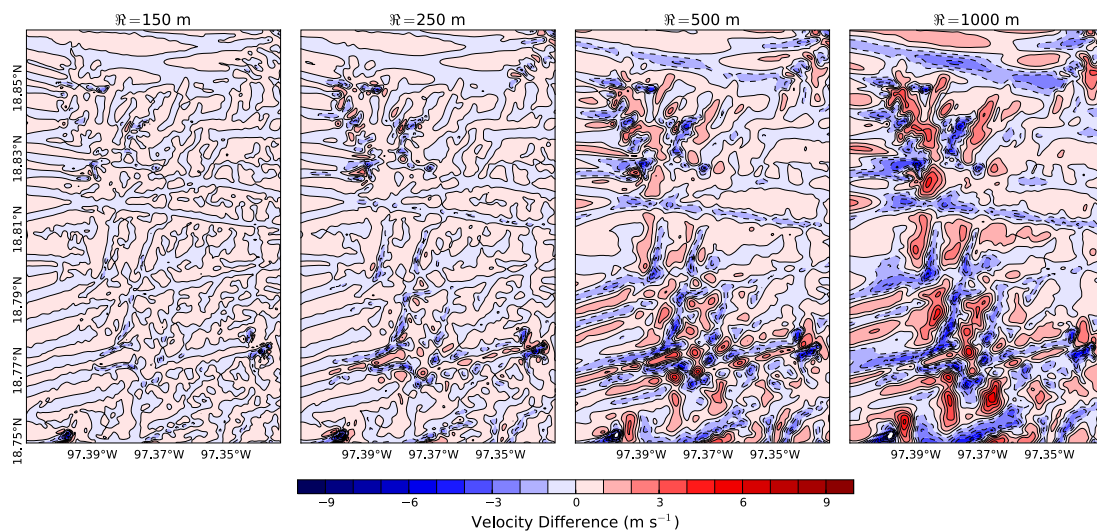 ℜ=150 m ℜ=250 m ℜ=500 m ℜ=1000 m
18.85°N
18.83°N
18.81°N
18.79°N
18.77°N
18.75°N
97.39°W 97.37°W 97.35°W 97.39°W 97.37°W 97.35°W 97.39°W 97.37°W 97.35°W 97.39°W 97.37°W 97.35°W
−9 −6 −3 0 3 6 9
Velocity Difference (m s⁻¹)